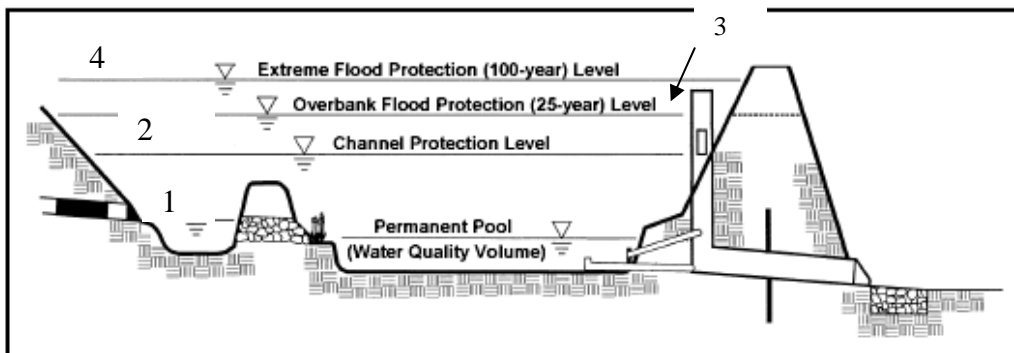 3
4
Extreme Flood Protection (100-year) Level
Overbank Flood Protection (25-year) Level
2
Channel Protection Level
1
Permanent Pool
(Water Quality Volume)